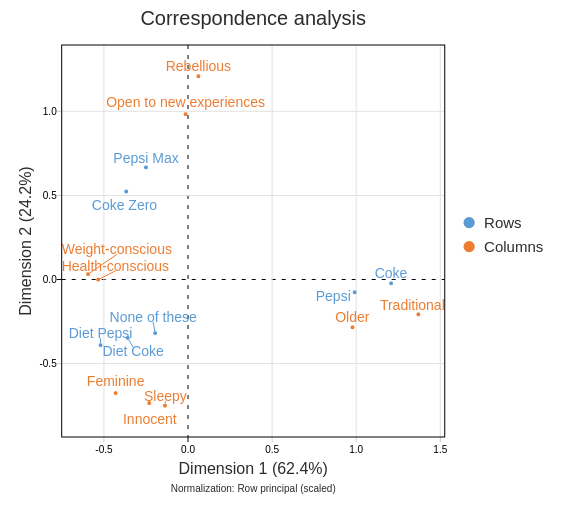 Correspondence analysis
Rebellious
Open to new experiences
1.0
Pepsi Max
0.5
Coke Zero
Rows
Columns
Weight-conscious
Health-conscious
Coke
0.0
Pepsi
Traditional
None of these
Older
Diet Pepsi
Diet Coke
-0.5
Feminine
Sleepy
Innocent
-0.5
0.0
0.5
1.0
1.5
Dimension 2 (24.2%)
Dimension 1 (62.4%)
Normalization: Row principal (scaled)